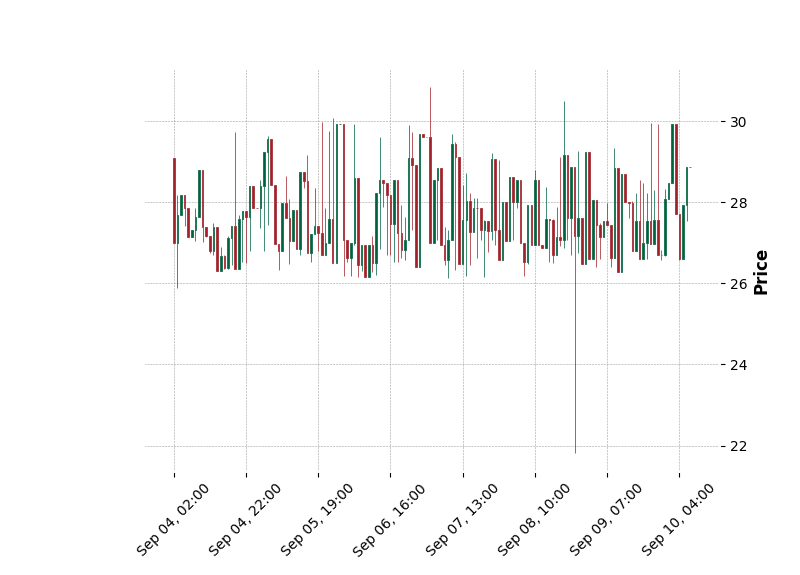 30
28
26
24
22
Price
Sep 04, 02:00
Sep 04, 22:00
Sep 05, 19:00
Sep 06, 16:00
Sep 07, 13:00
Sep 08, 10:00
Sep 09, 07:00
Sep 10, 04:00